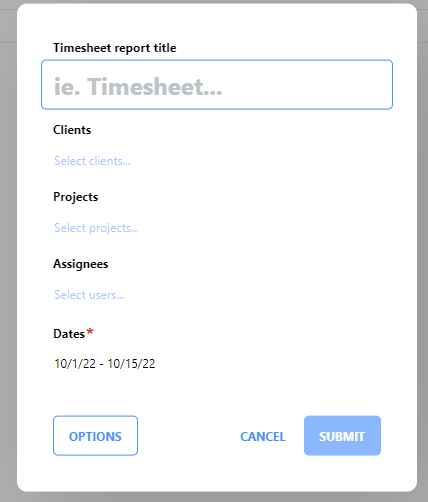 Timesheet report title
ie. Timesheet...
Clients
Select clients...
Projects
Select projects...
Assignees
Select users...
Dates*
10/1/22 - 10/15/22
OPTIONS CANCEL SUBMIT